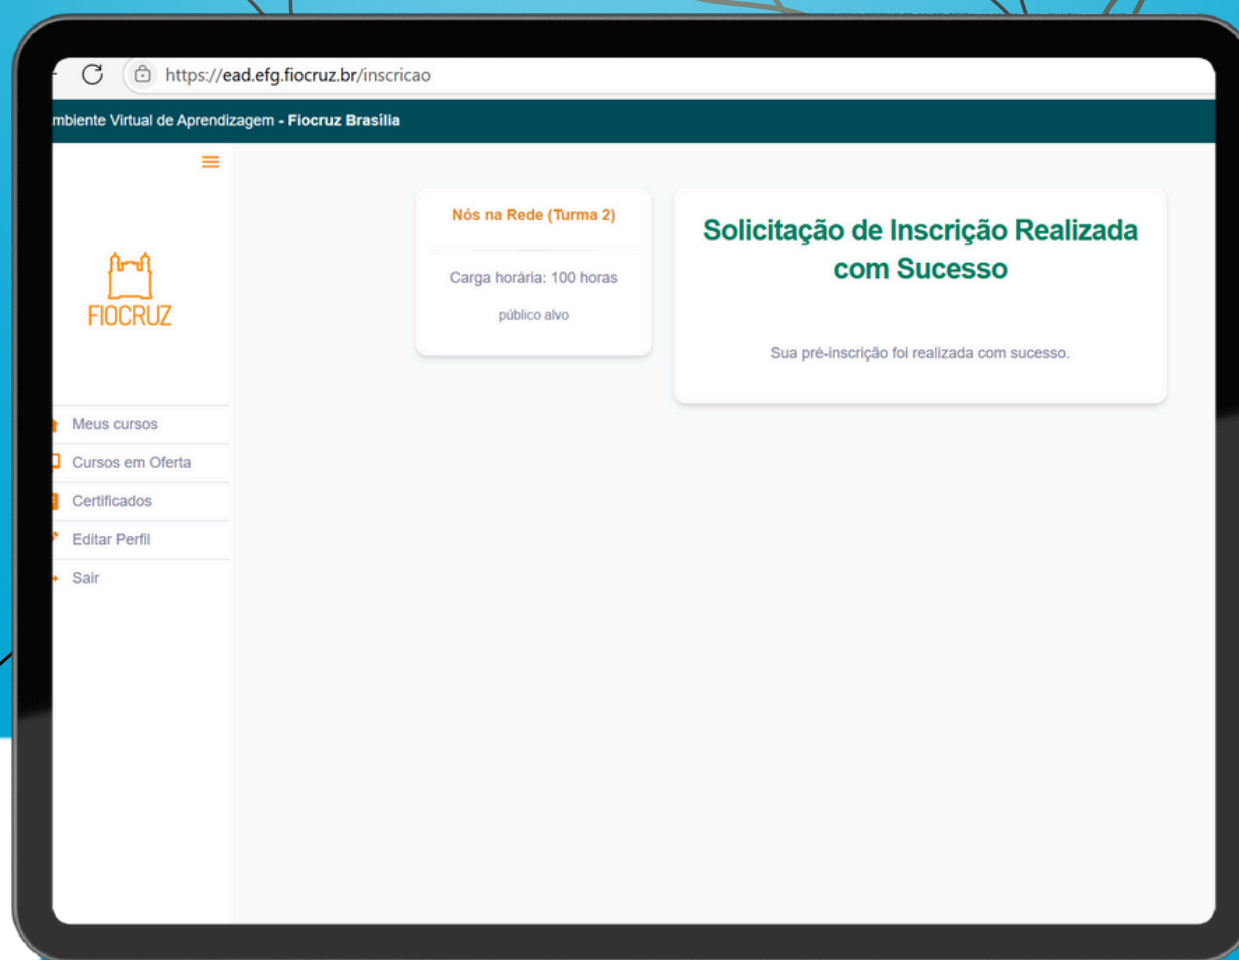 https://ead.efg.fiocruz.br/inscricao
mbiente Virtual de Aprendizagem - Fiocruz Brasília
FIOCRUZ
Meus cursos
Cursos em Oferta
Certificados
Editar Perfil
Sair
Nós na Rede (Turma 2)
Carga horária: 100 horas
público alvo
Solicitação de Inscrição Realizada
com Sucesso
Sua pré-inscrição foi realizada com sucesso.